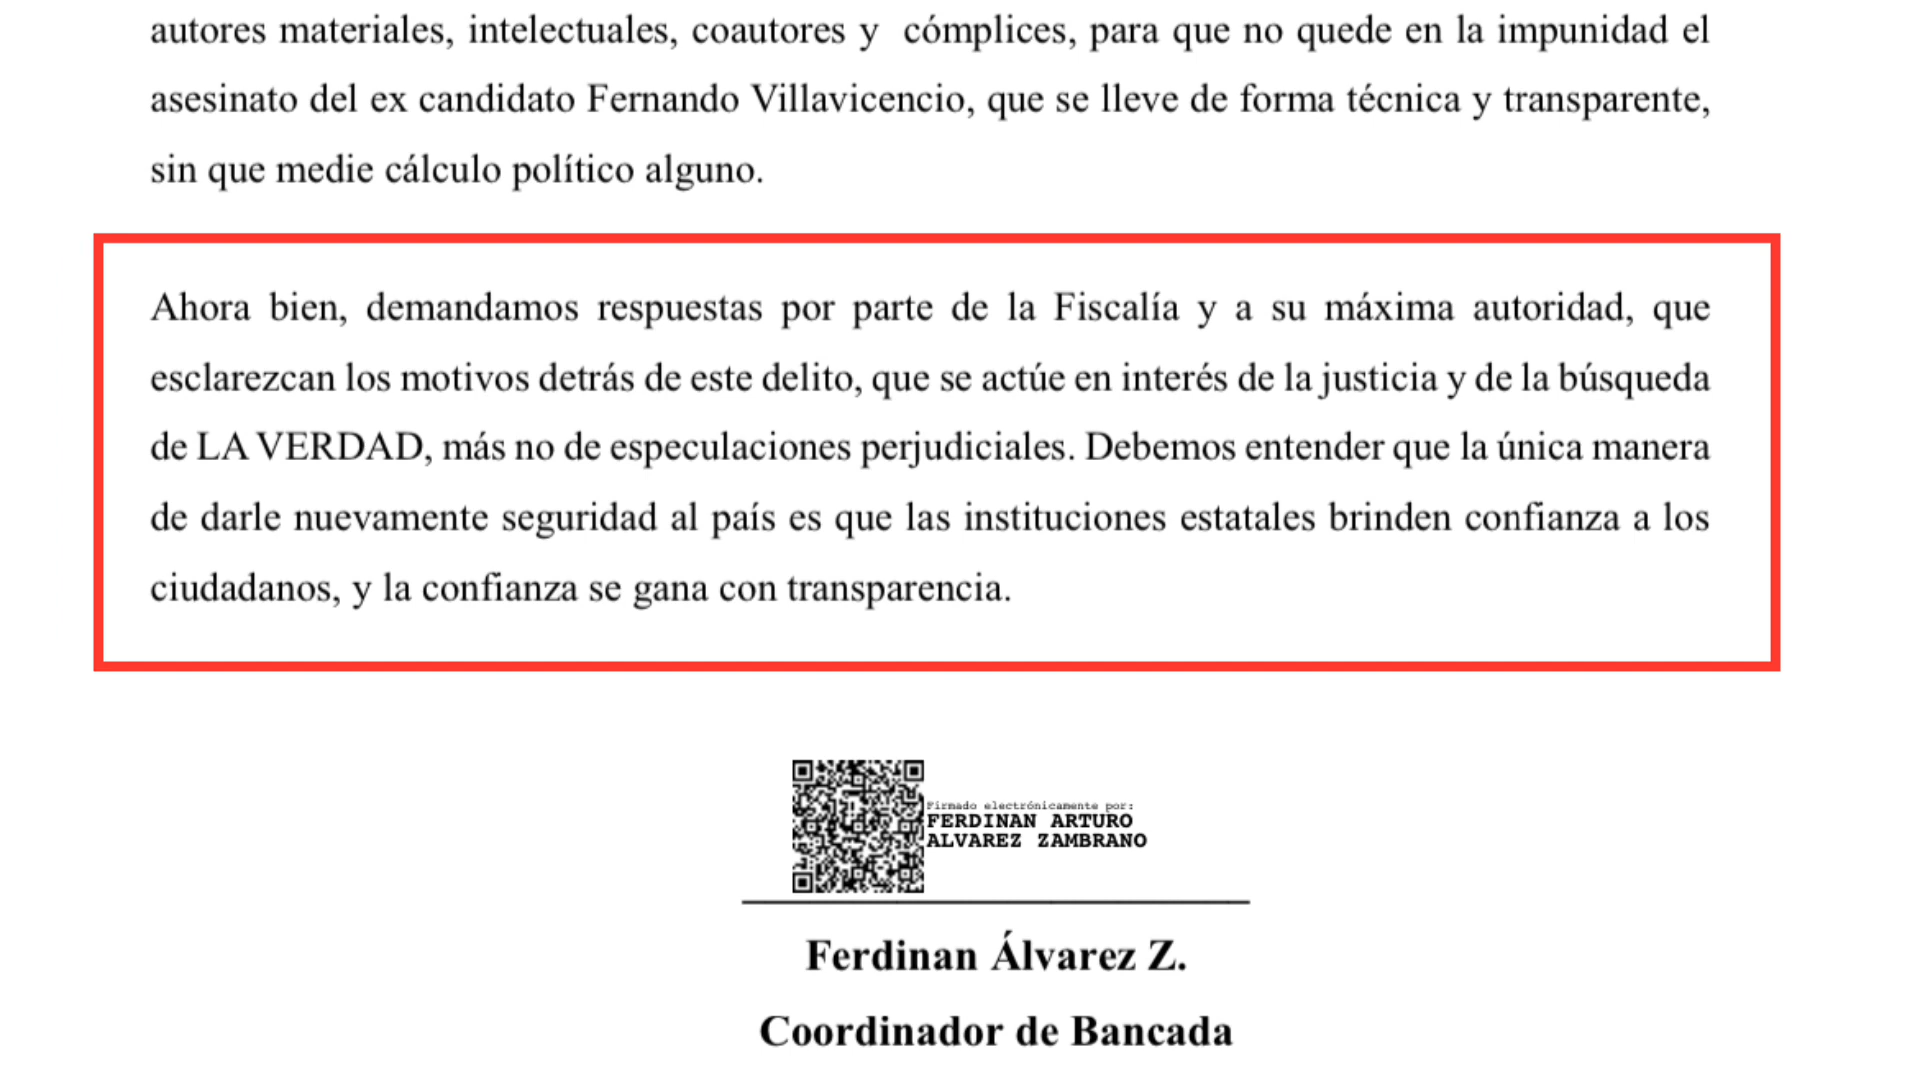 autores materiales, intelectuales, coautores y cómplices, para que no quede en la impunidad el
asesinato del ex candidato Fernando Villavicencio, que se lleve de forma técnica y transparente,
sin que medie cálculo político alguno.
Ahora bien, demandamos respuestas por parte de la Fiscalía y a su máxima autoridad, que
esclarezcan los motivos detrás de este delito, que se actúe en interés de la justicia y de la búsqueda
de LA VERDAD, más no de especulaciones perjudiciales. Debemos entender que la única manera
de darle nuevamente seguridad al país es que las instituciones estatales brinden confianza a los
ciudadanos, y la confianza se gana con transparencia.
Firmado electrónicamente por:
FERDINAN ARTURO
ALVAREZ ZAMBRANO
Ferdinan Álvarez Z.
Coordinador de Bancada